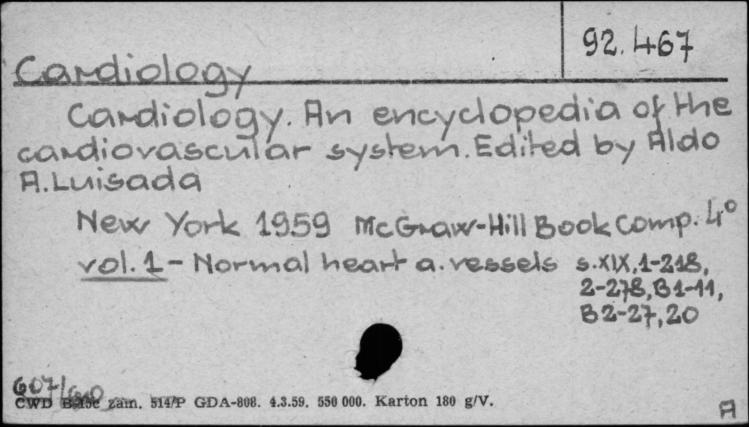 92.467
Cardiology
Cardiology. An encyclopedia of the
cardiovascular system. Edited by Aldo
A. Luisada
New York 1959 McGraw-Hill Book Comp. 4°
vol. 1 - Normal heart a. vessels s. XIX, 1-218,
2-278, B1-11,
B2-27, 20
607/
CWD zam. 514/P GDA-808. 4.3.59. 550 000. Karton 180 g/V.
A